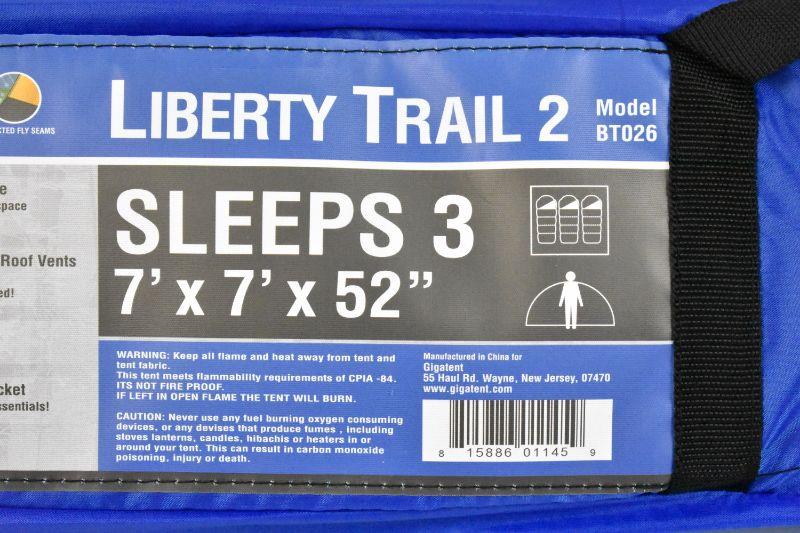 CTED FLY SEAMS
LIBERTY TRAIL 2
Model
BT026
SLEEPS 3
7’ x 7’ x 52”
e
space
Roof Vents
ed!
cket
ssentials!
WARNING: Keep all flame and heat away from tent and
tent fabric.
This tent meets flammability requirements of CPIA -84.
ITS NOT FIRE PROOF.
IF LEFT IN OPEN FLAME THE TENT WILL BURN.
CAUTION: Never use any fuel burning oxygen consuming
devices, or any devises that produce fumes , including
stoves lanterns, candles, hibachis or heaters in or
around your tent. This can result in carbon monoxide
poisoning, injury or death.
Manufactured in China for
Gigatent
55 Haul Rd. Wayne, New Jersey, 07470
www.gigatent.com
8 15886 01145 9